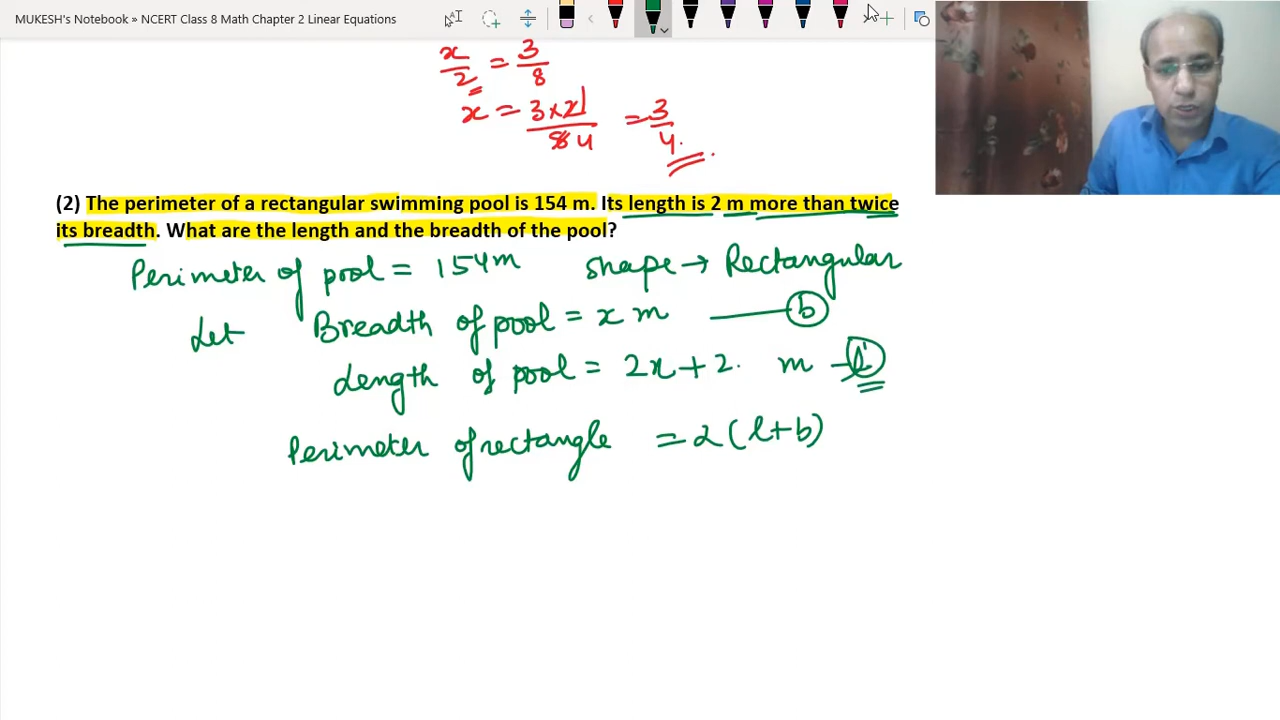 MUKESH's Notebook » NCERT Class 8 Math Chapter 2 Linear Equations
x/2 = 3/8
x = 3×2 1/8 4 = 3/4.
(2) The perimeter of a rectangular swimming pool is 154 m. Its length is 2 m more than twice
its breadth. What are the length and the breadth of the pool?
Perimeter of pool = 154m shape → Rectangular
Let Breadth of pool = x m — b
Length of pool = 2x+2. m – l
Perimeter of rectangle = 2(l+b)